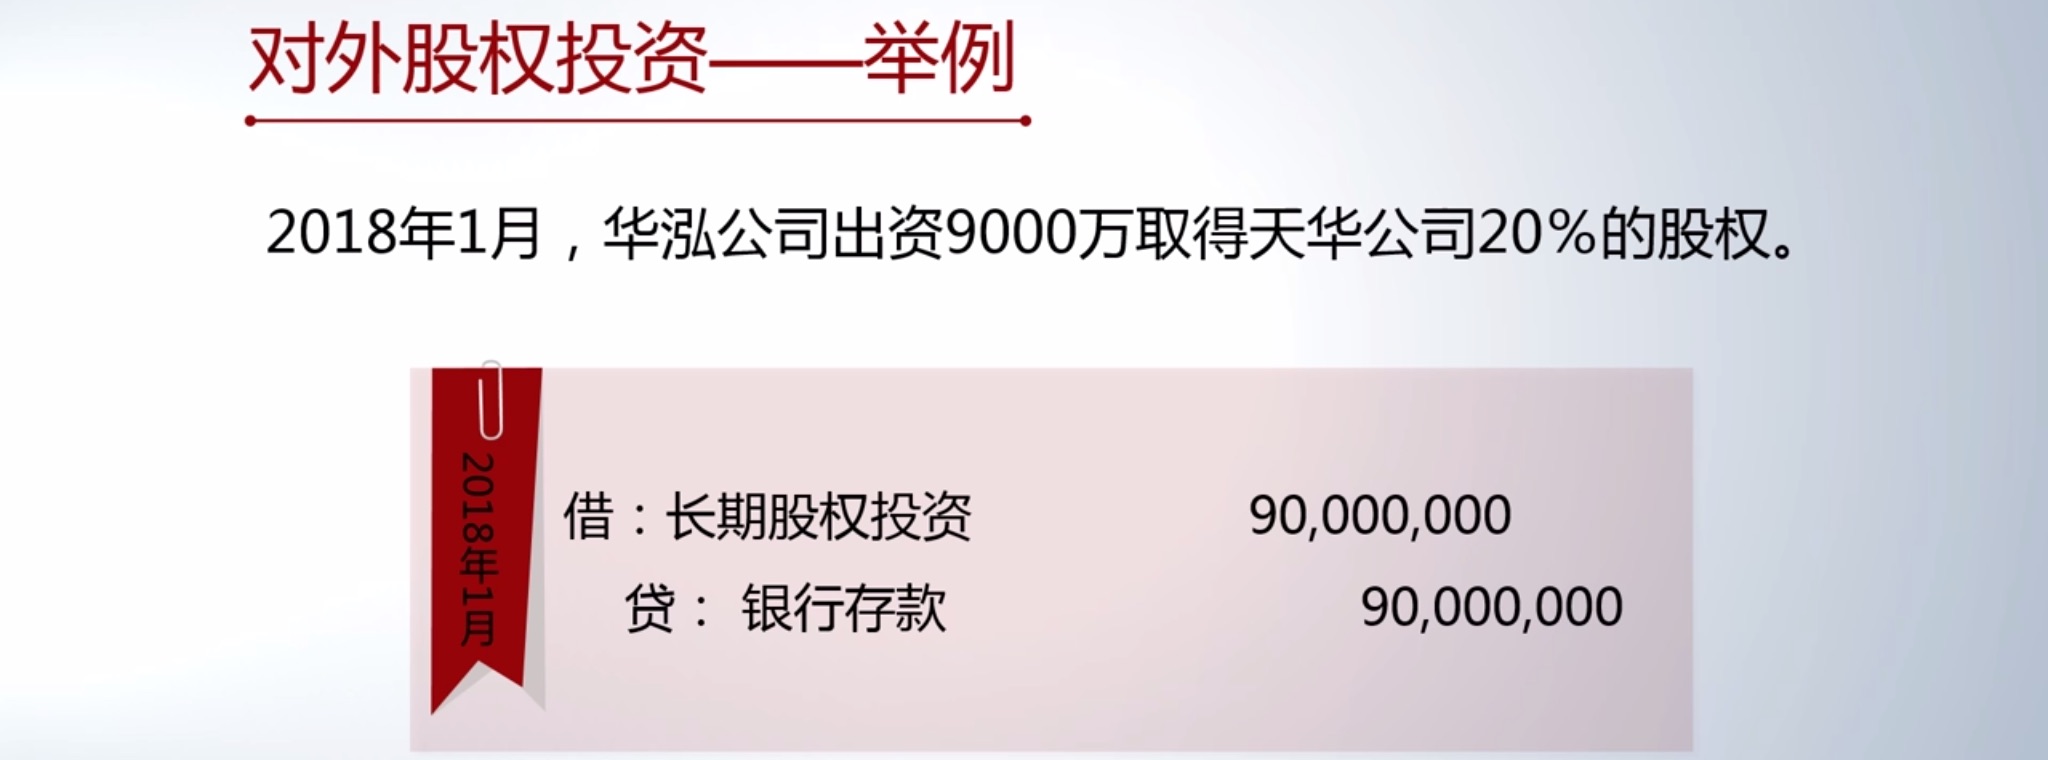 对外股权投资——举例
2018年1月，华泓公司出资9000万取得天华公司20%的股权。
2018年1月
借：长期股权投资 90,000,000
贷： 银行存款 90,000,000